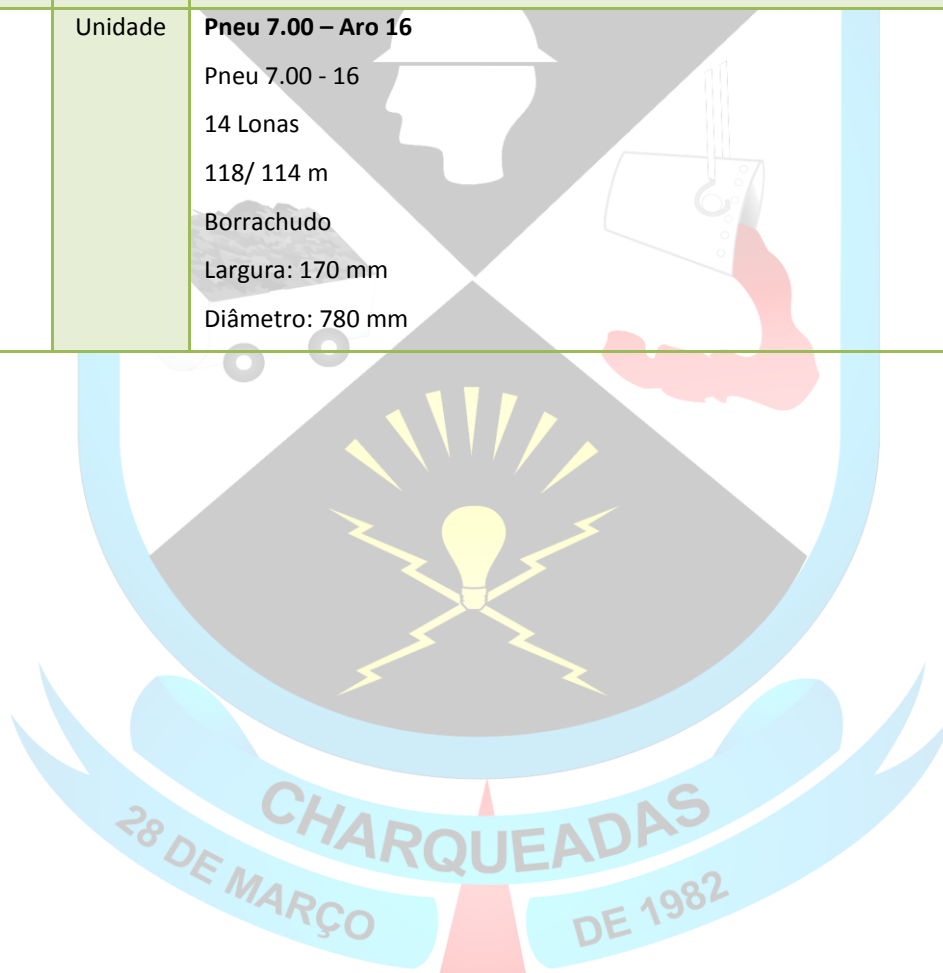 Unidade
Pneu 7.00 – Aro 16
Pneu 7.00 - 16
14 Lonas
118/ 114 m
Borrachudo
Largura: 170 mm
Diâmetro: 780 mm
CHARQUEADAS
28 DE MARÇO DE 1982